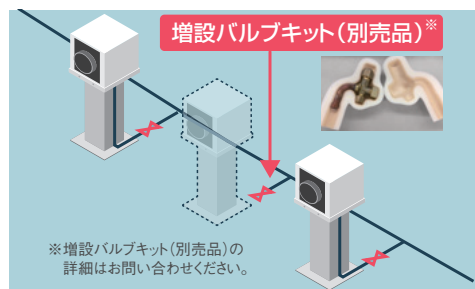 増設バルブキット（別売品）※
※増設バルブキット（別売品）の
詳細はお問い合わせください。